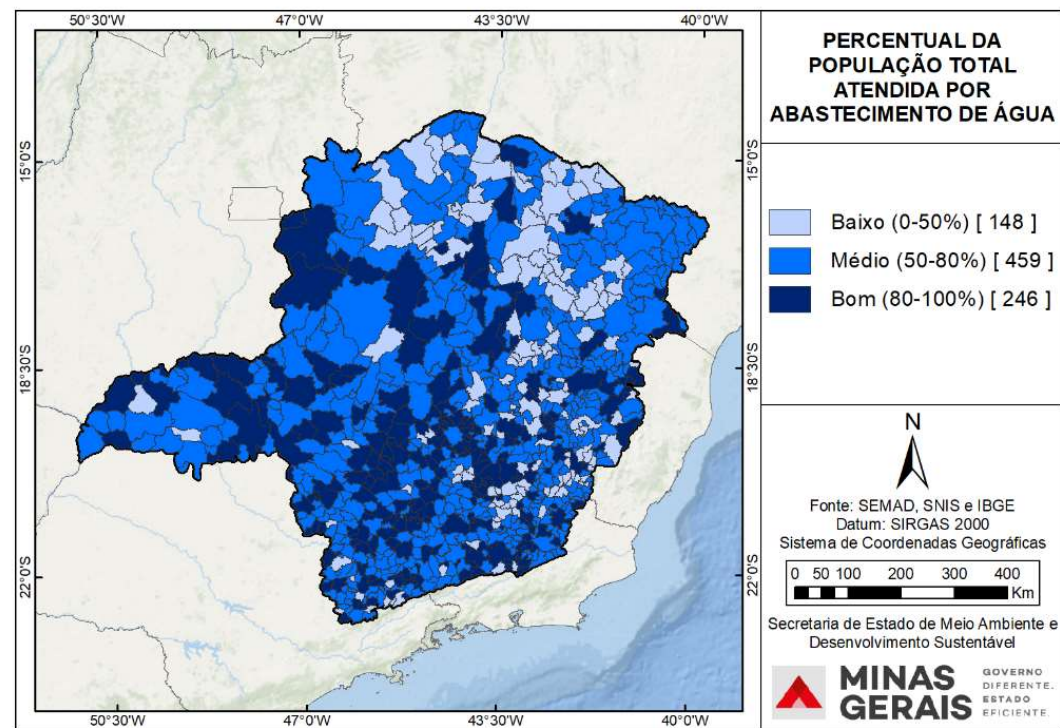 50°30'W 47°0'W 43°30'W 40°0'W
15°0'S
18°30'S
22°0'S
15°0'S
18°30'S
22°0'S
50°30'W 47°0'W 43°30'W 40°0'W
PERCENTUAL DA
POPULAÇÃO TOTAL
ATENDIDA POR
ABASTECIMENTO DE ÁGUA
Baixo (0-50%) [ 148 ]
Médio (50-80%) [ 459 ]
Bom (80-100%) [ 246 ]
N
Fonte: SEMAD, SNIS e IBGE
Datum: SIRGAS 2000
Sistema de Coordenadas Geográficas
0 50 100 200 300 400
Km
Secretaria de Estado de Meio Ambiente e
Desenvolvimento Sustentável
MINAS
GERAIS
GOVERNO
DIFERENTE.
ESTADO
EFICIENTE.